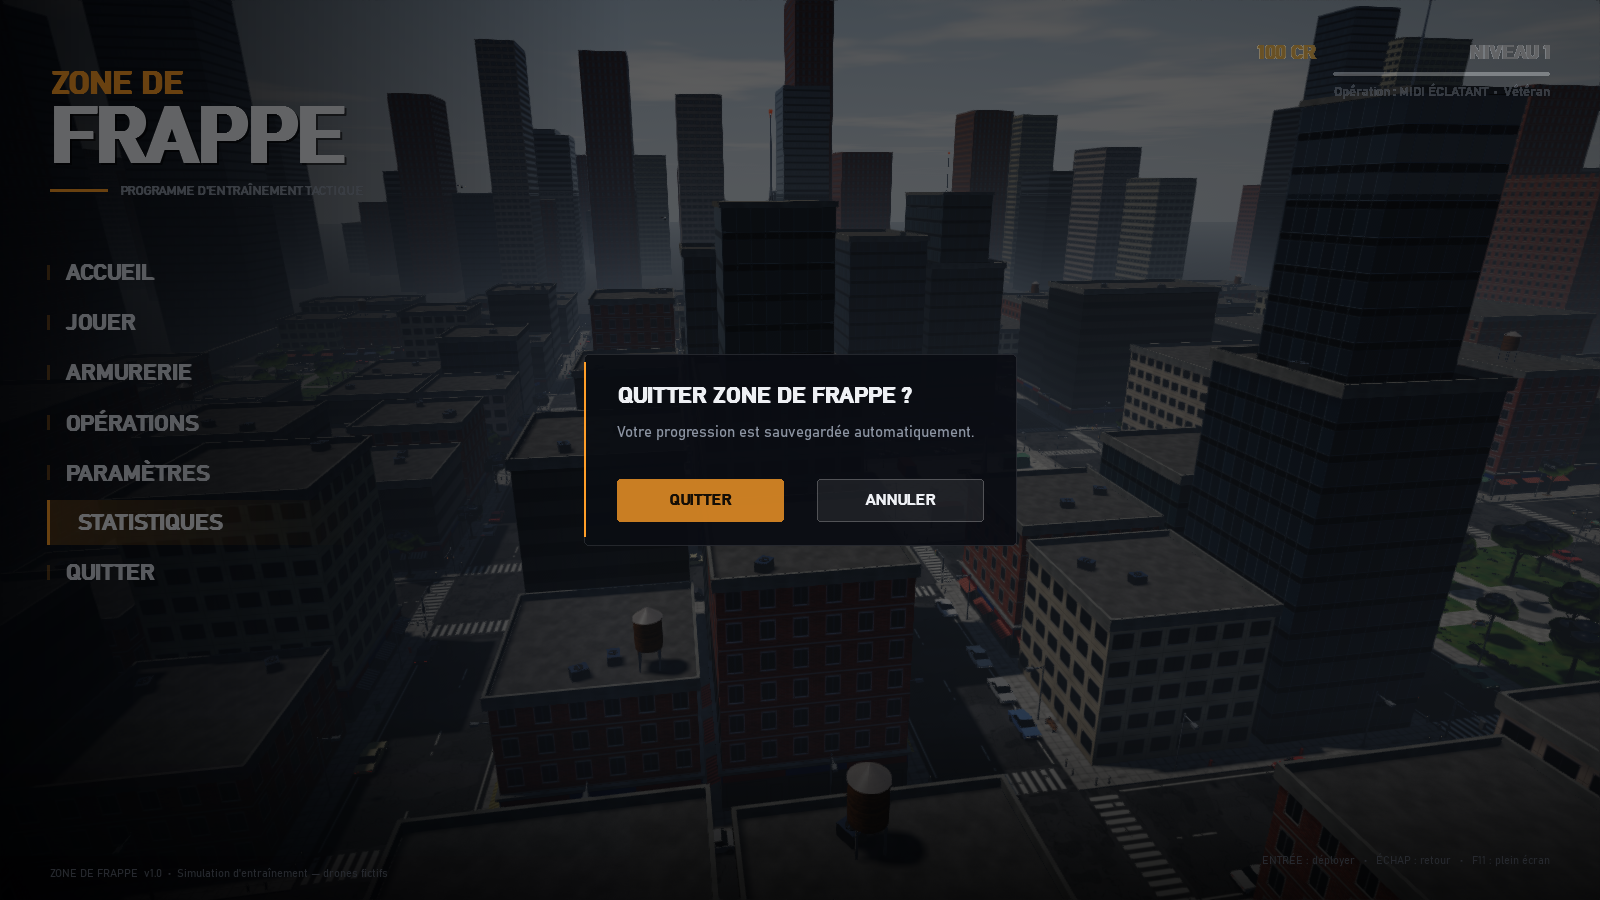 ZONE DE
FRAPPE
PROGRAMME D'ENTRAÎNEMENT TACTIQUE
100 CR
NIVEAU 1
Opération : MIDI ÉCLATANT - Vétéran
ACCUEIL
JOUER
ARMURERIE
OPÉRATIONS
PARAMÈTRES
STATISTIQUES
QUITTER
QUITTER ZONE DE FRAPPE ?
Votre progression est sauvegardée automatiquement.
QUITTER
ANNULER
ZONE DE FRAPPE v1.0 - Simulation d'entraînement — drones fictifs
ENTRÉE : déployer - ÉCHAP : retour - F11 : plein écran